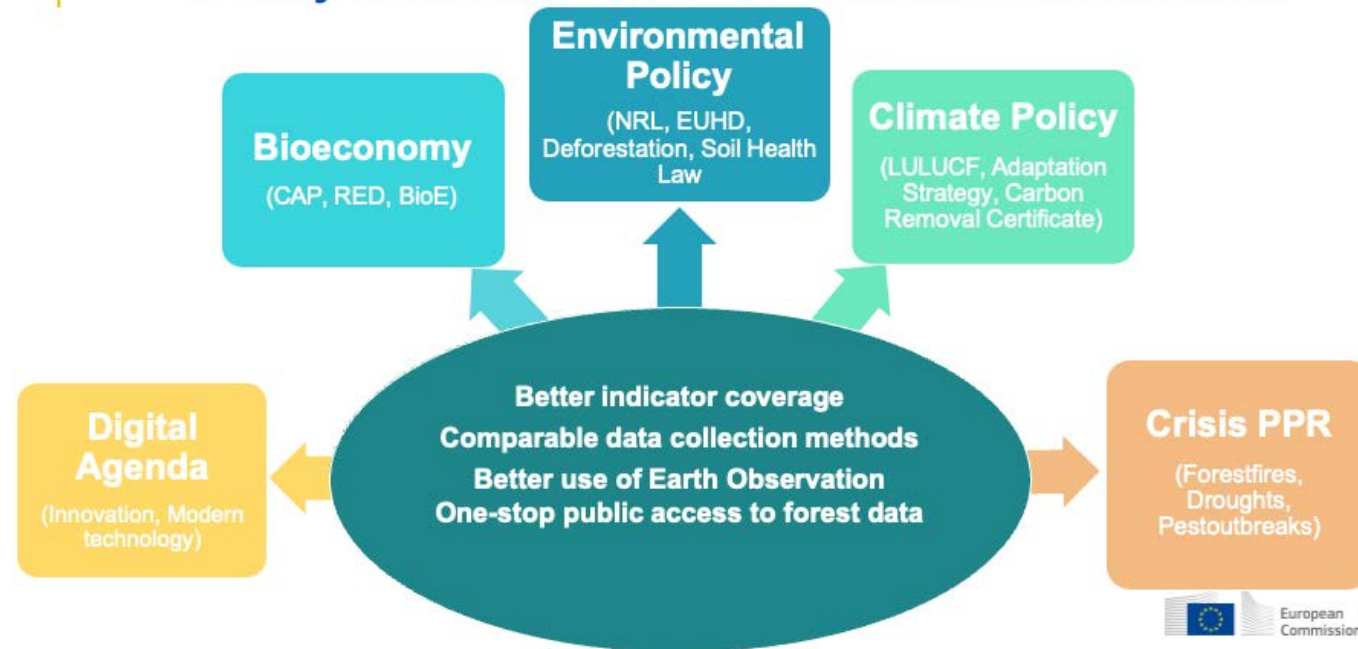 Environmental
Policy
(NRL, EUHD,
Deforestation, Soil Health
Law
Bioeconomy
(CAP, RED, BioE)
Climate Policy
(LULUCF, Adaptation
Strategy, Carbon
Removal Certificate)
Digital
Agenda
(Innovation, Modern
technology)
Better indicator coverage
Comparable data collection methods
Better use of Earth Observation
One-stop public access to forest data
Crisis PPR
(Forestfires,
Droughts,
Pestoutbreaks)
European
Commission